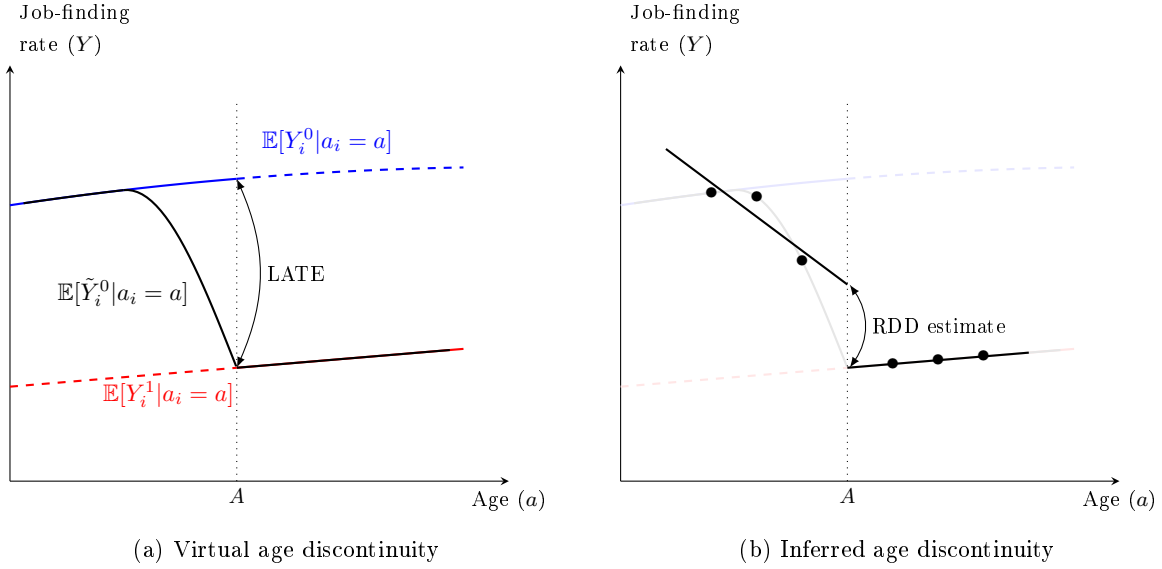 Job-finding
rate (Y)
𝔼[Y_i^0|a_i = a]
LATE
𝔼[Ỹ_i^0|a_i = a]
𝔼[Y_i^1|a_i = a]
A
Age (a)
(a) Virtual age discontinuity
Job-finding
rate (Y)
RDD estimate
A
Age (a)
(b) Inferred age discontinuity